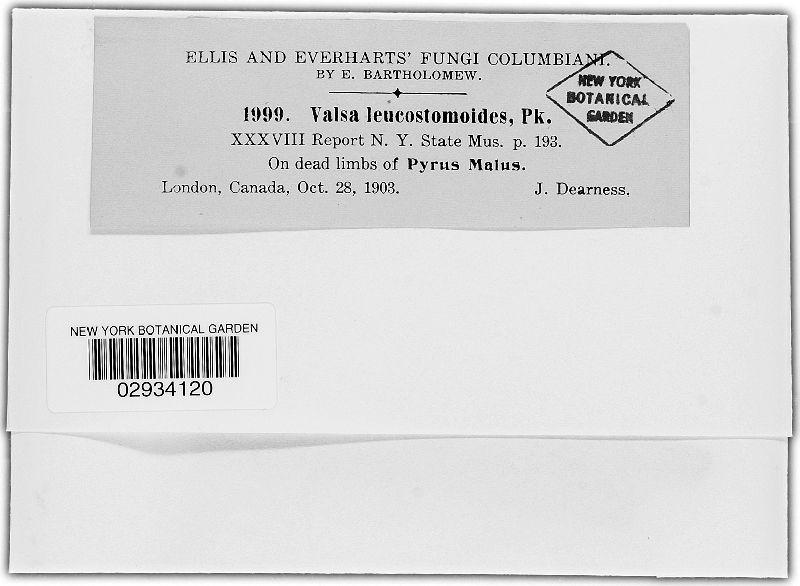 ELLIS AND EVERHARTS' FUNGI COLUMBIANI.
BY E. BARTHOLOMEW.
1999. Valsa leucostomoides, Pk.
XXXVIII Report N. Y. State Mus. p. 193.
On dead limbs of Pyrus Malus.
London, Canada, Oct. 28, 1903. J. Dearness.
NEW YORK
BOTANICAL
GARDEN
NEW YORK BOTANICAL GARDEN
02934120